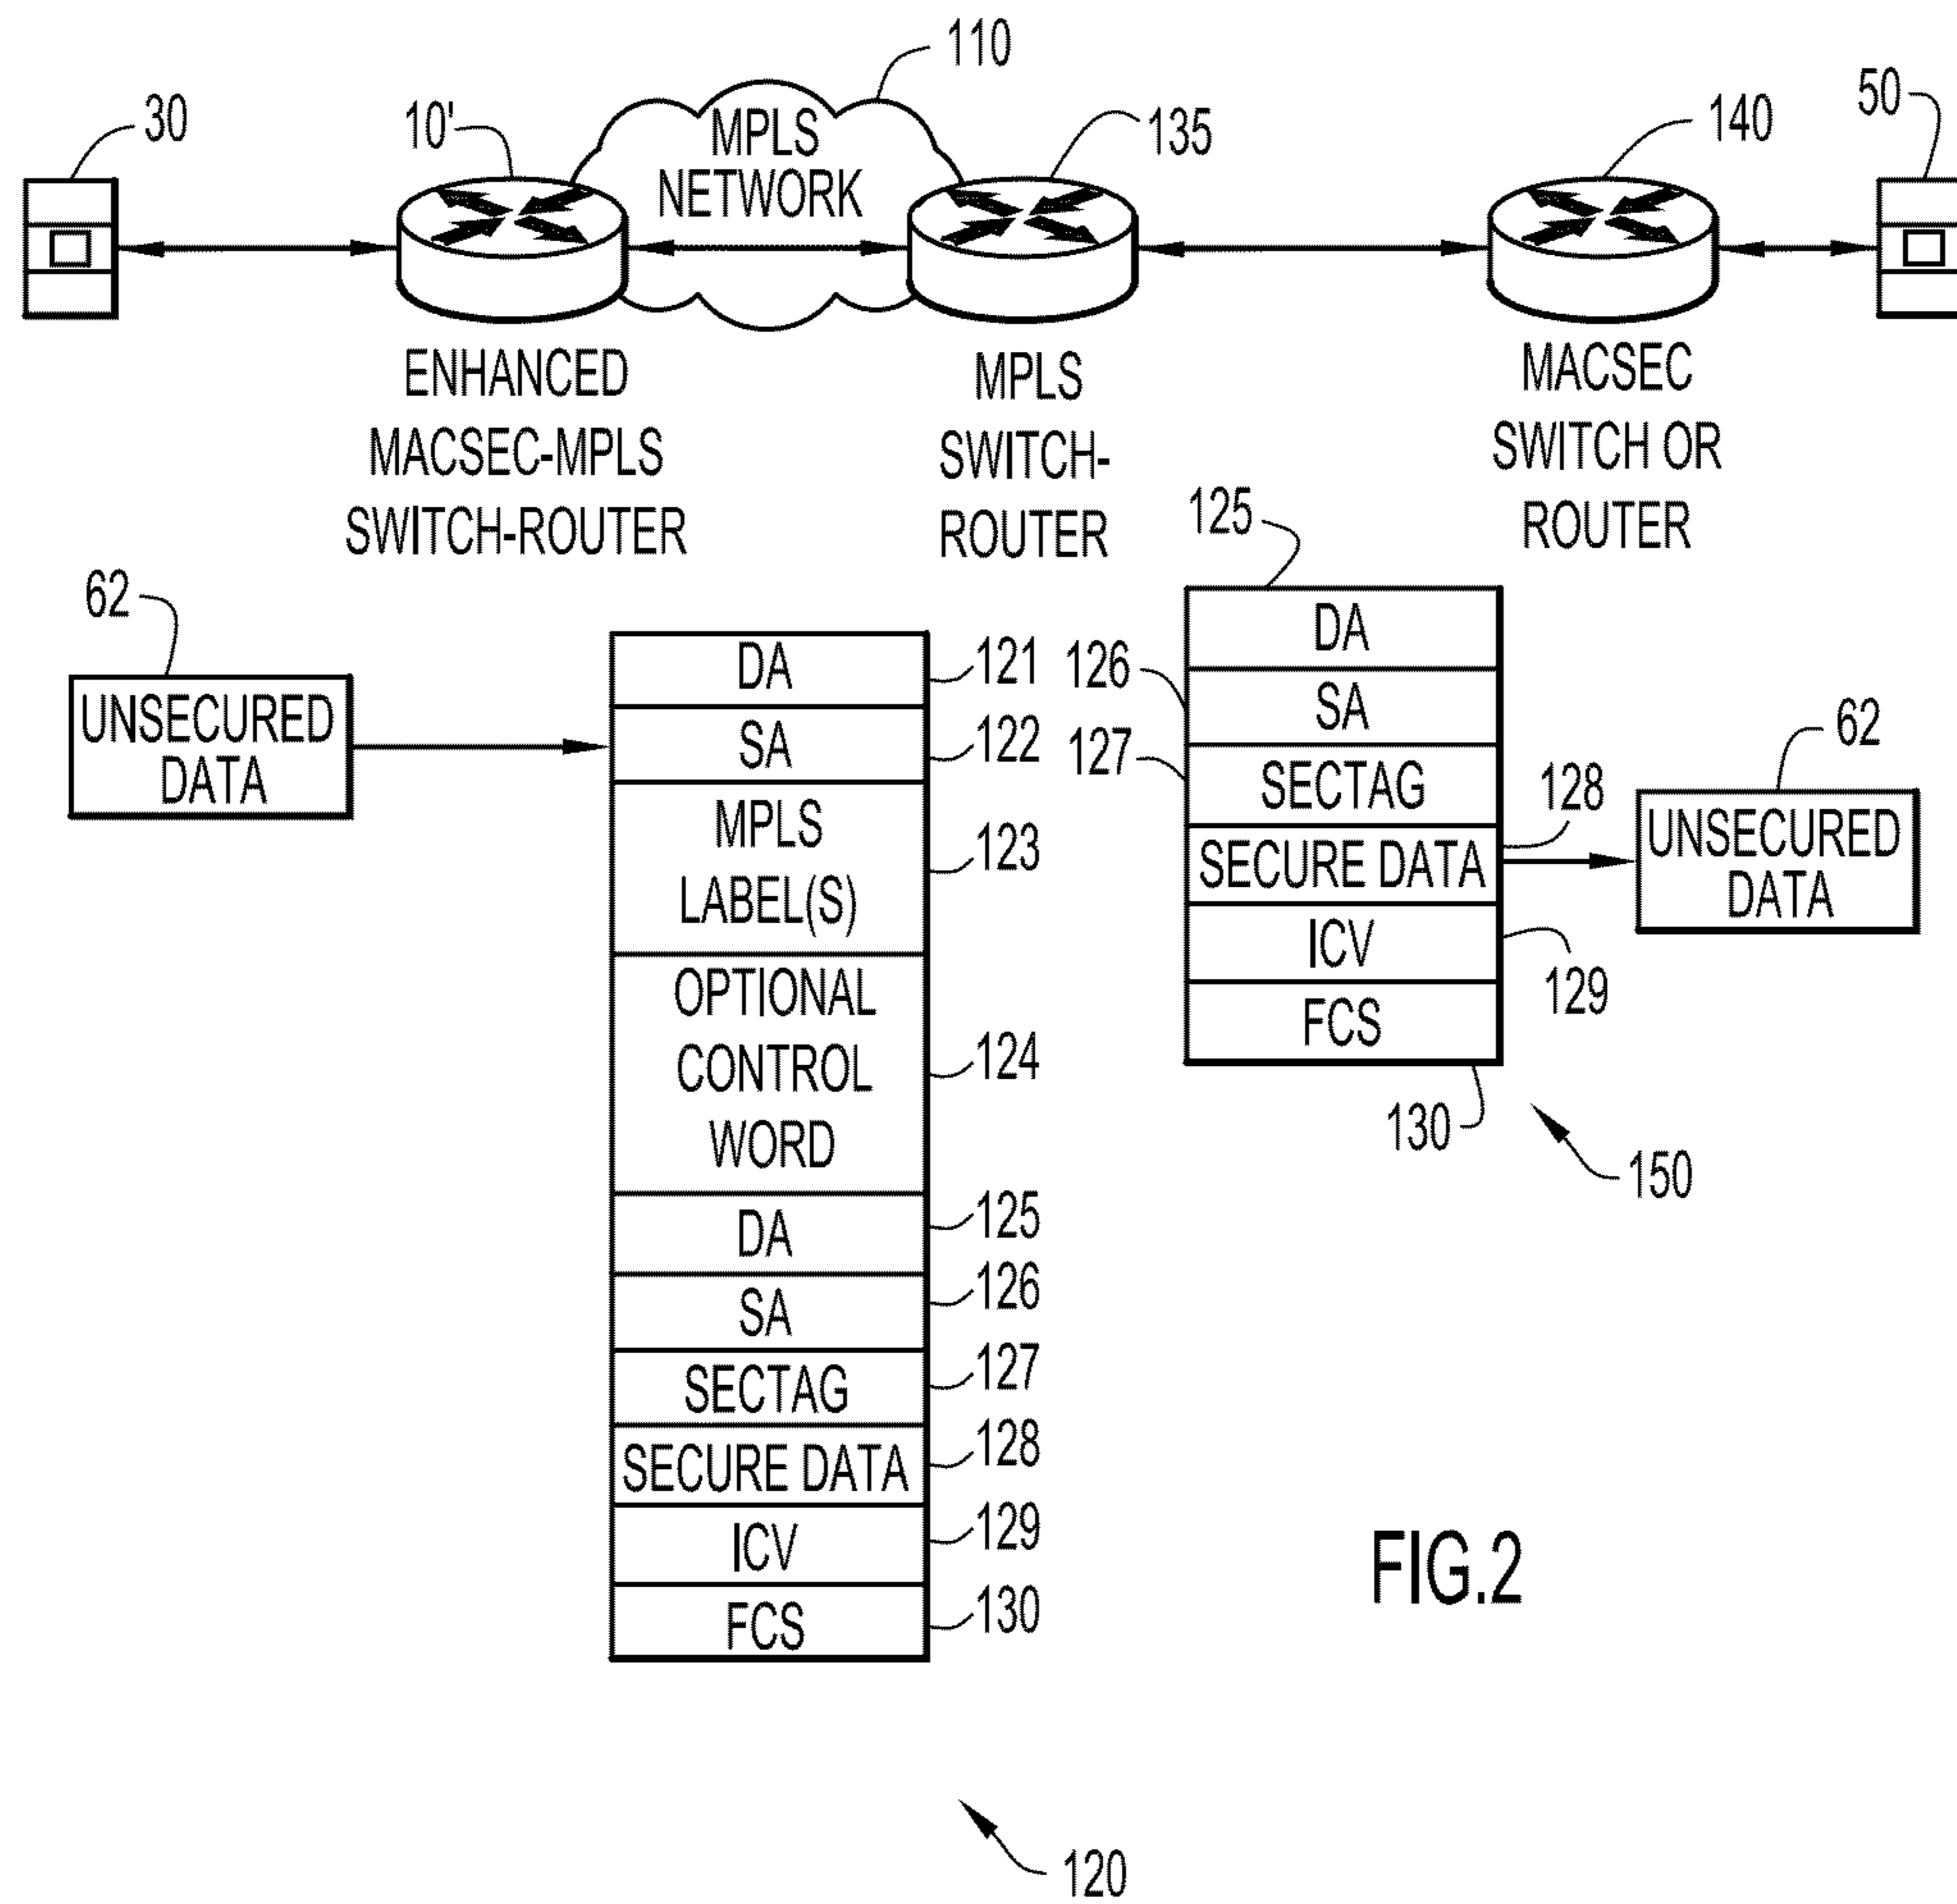 110
30
10'
135
140
50
MPLS
NETWORK
ENHANCED
MACSEC-MPLS
SWITCH-ROUTER
MPLS
SWITCH-
ROUTER
MACSEC
SWITCH OR
ROUTER
62
UNSECURED
DATA
DA
121
SA
122
MPLS
LABEL(S)
123
OPTIONAL
CONTROL
WORD
124
DA
125
SA
126
SECTAG
127
SECURE DATA
128
ICV
129
FCS
130
120
125
DA
126
SA
127
SECTAG
128
SECURE DATA
ICV
129
FCS
130
150
62
UNSECURED
DATA
FIG.2